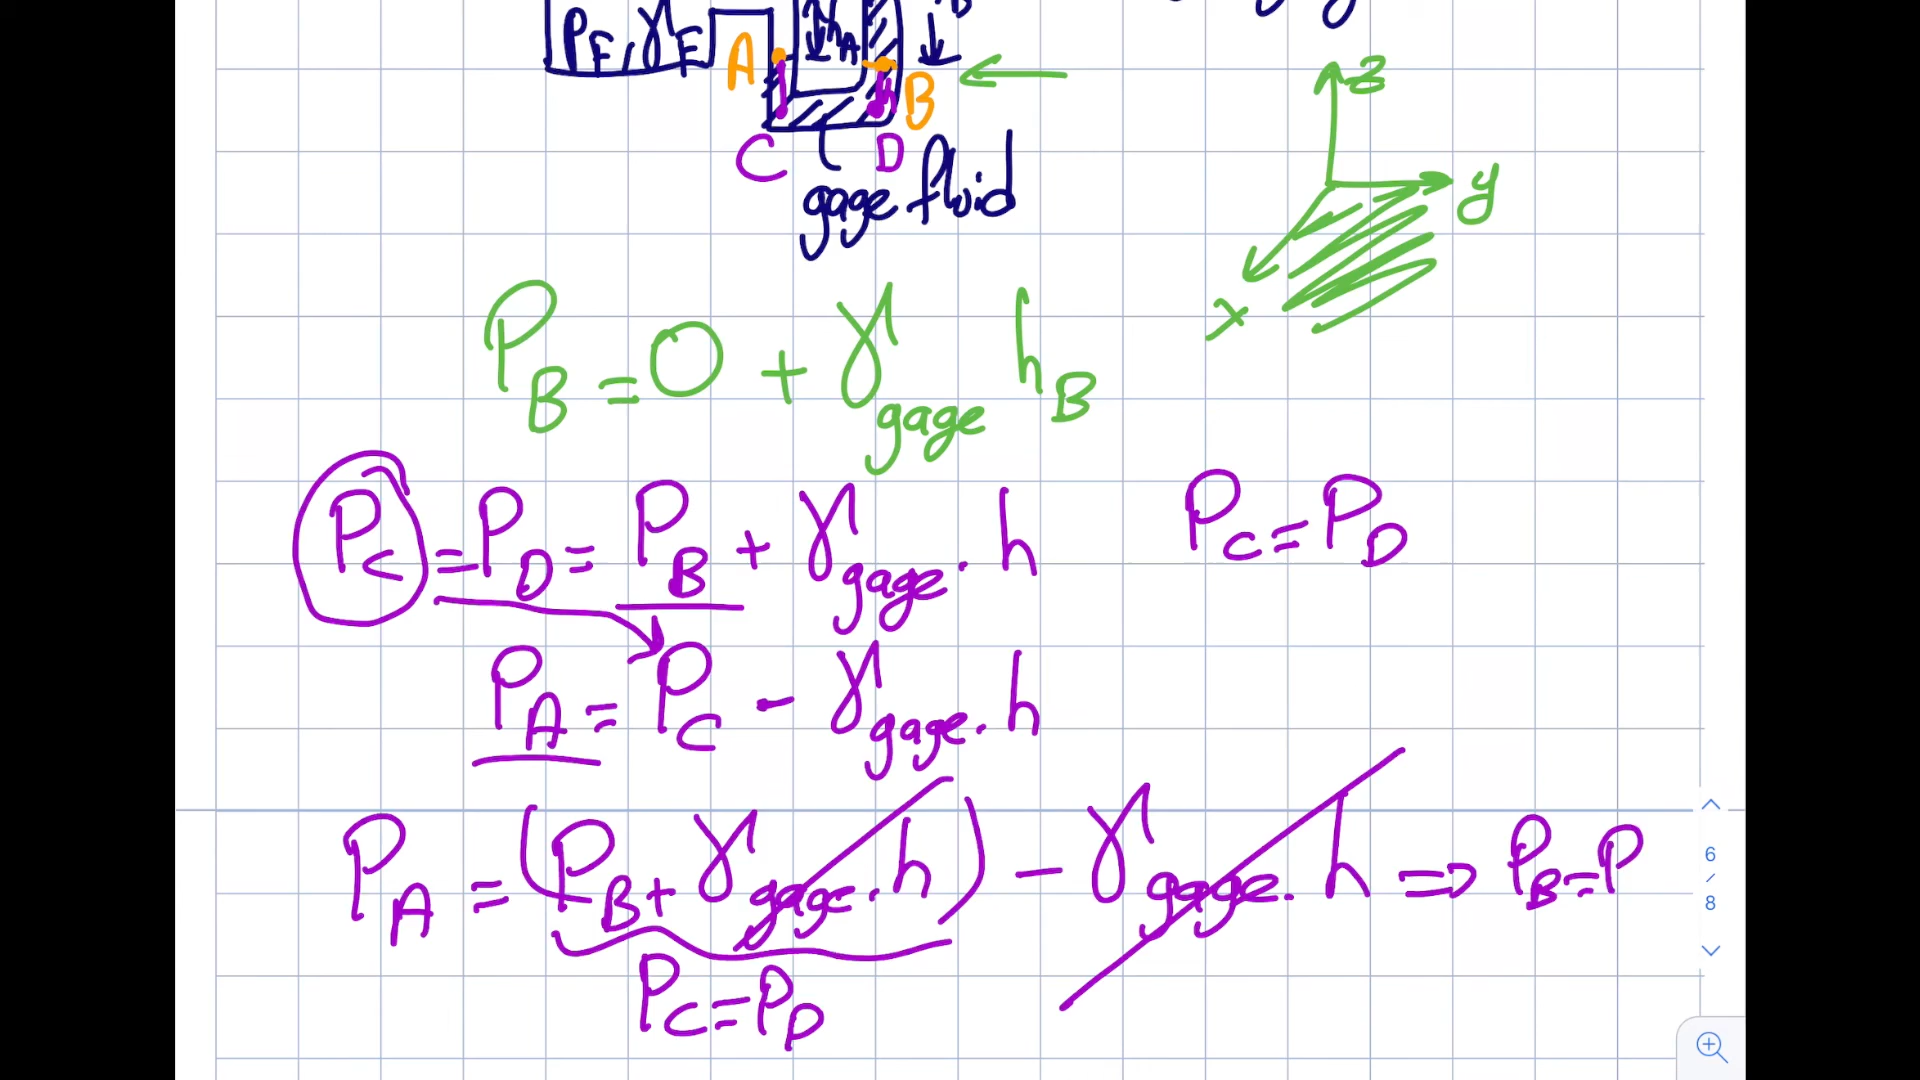 P_F, γ_F
A
h_A
B
B
C
D
gage fluid
z
y
x
P_B = 0 + γ_gage h_B
P_C = P_D = P_B + γ_gage · h
P_C = P_D
P_A = P_C - γ_gage · h
P_A = (P_B + γ_gage · h) - γ_gage · h ⇒ P_B = P
P_C = P_D
6
/
8